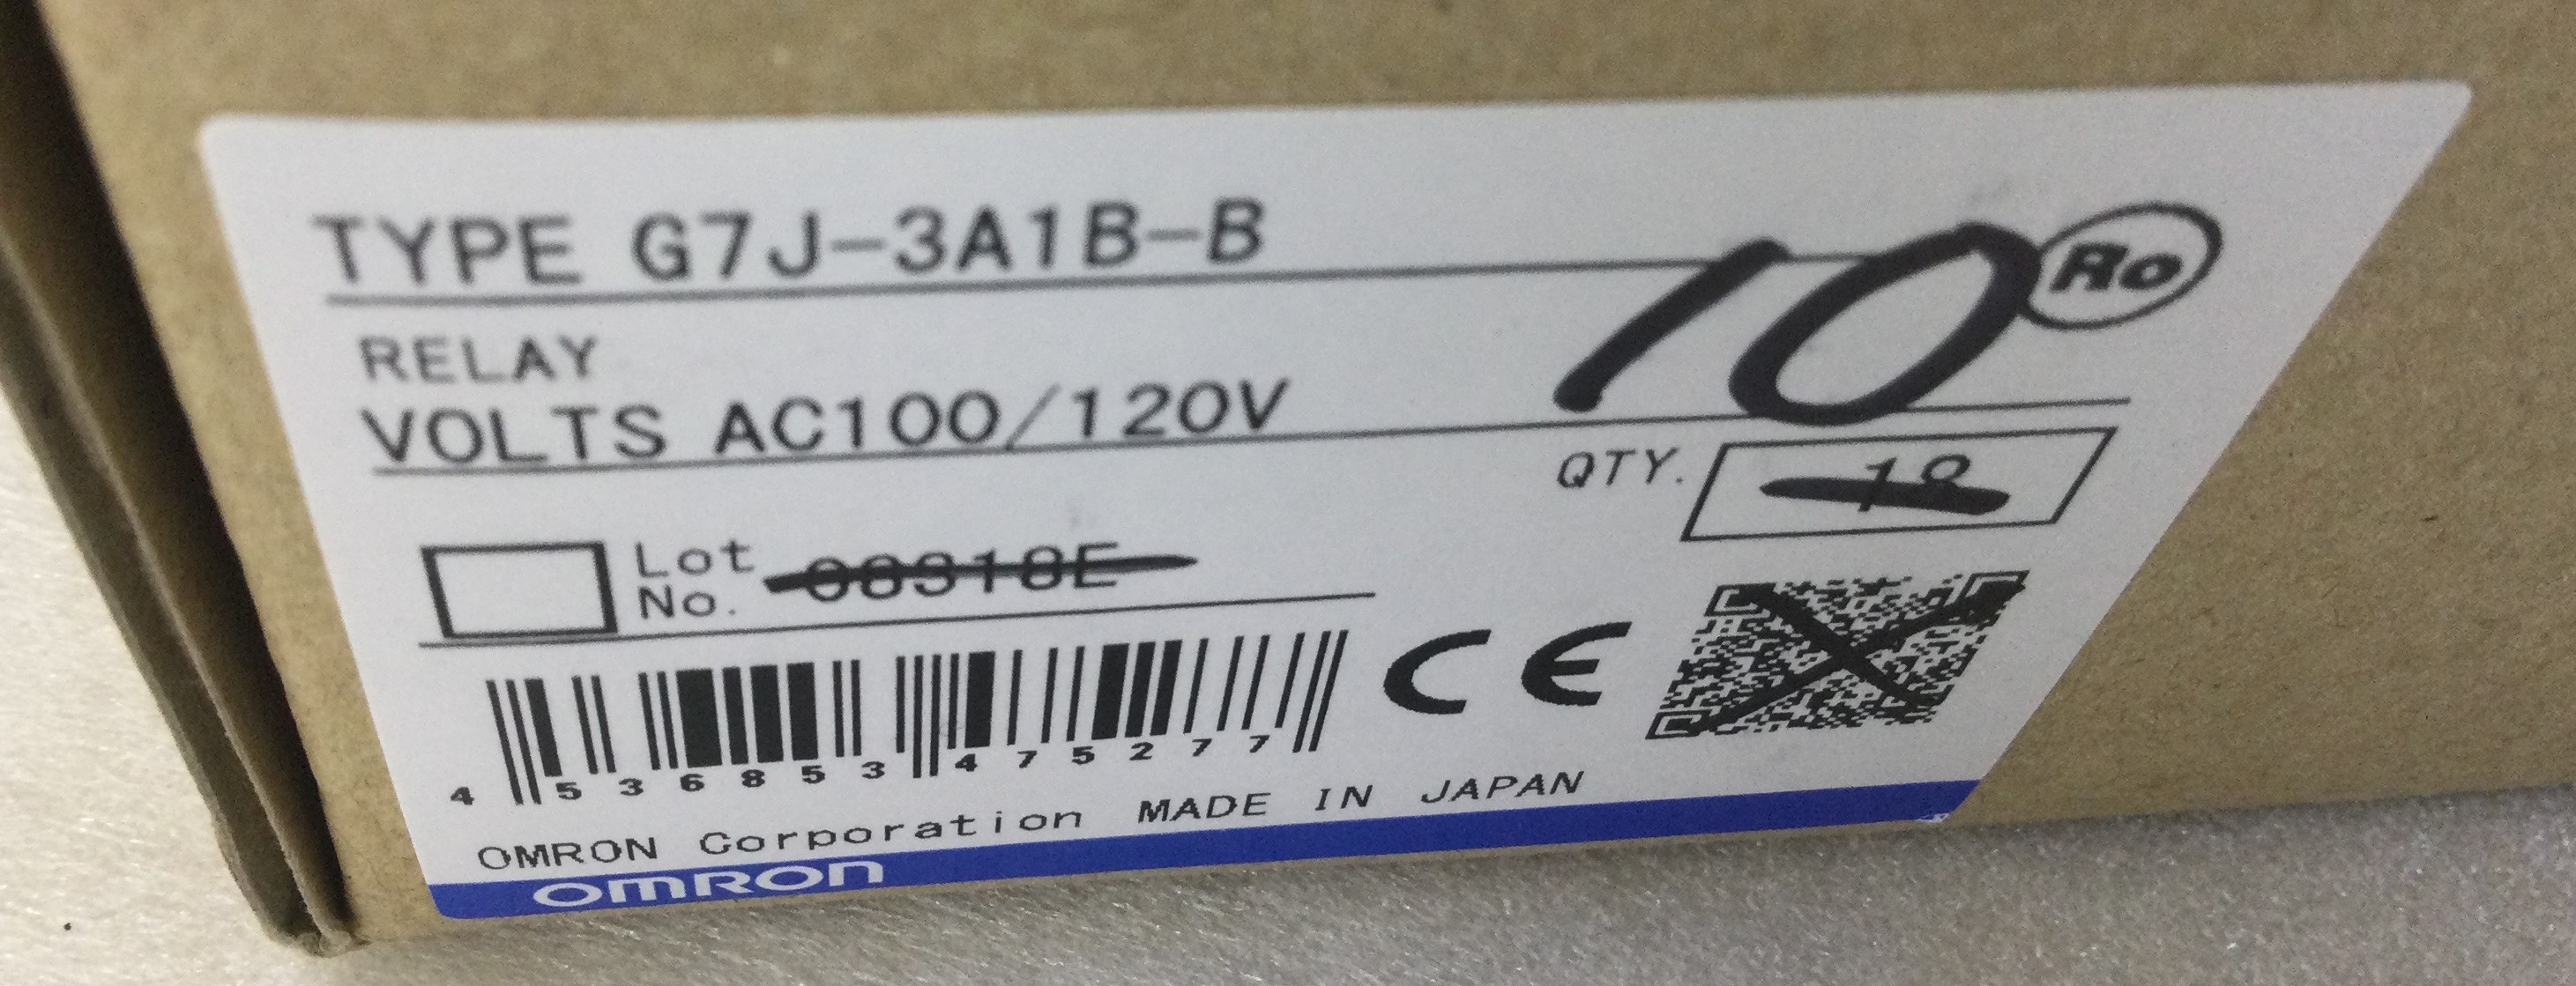 TYPE G7J-3A1B-B
10 Ro
RELAY
VOLTS AC100/120V
QTY.
Lot
No.
4 536853 475277
CE
OMRON Corporation MADE IN JAPAN
OMRON